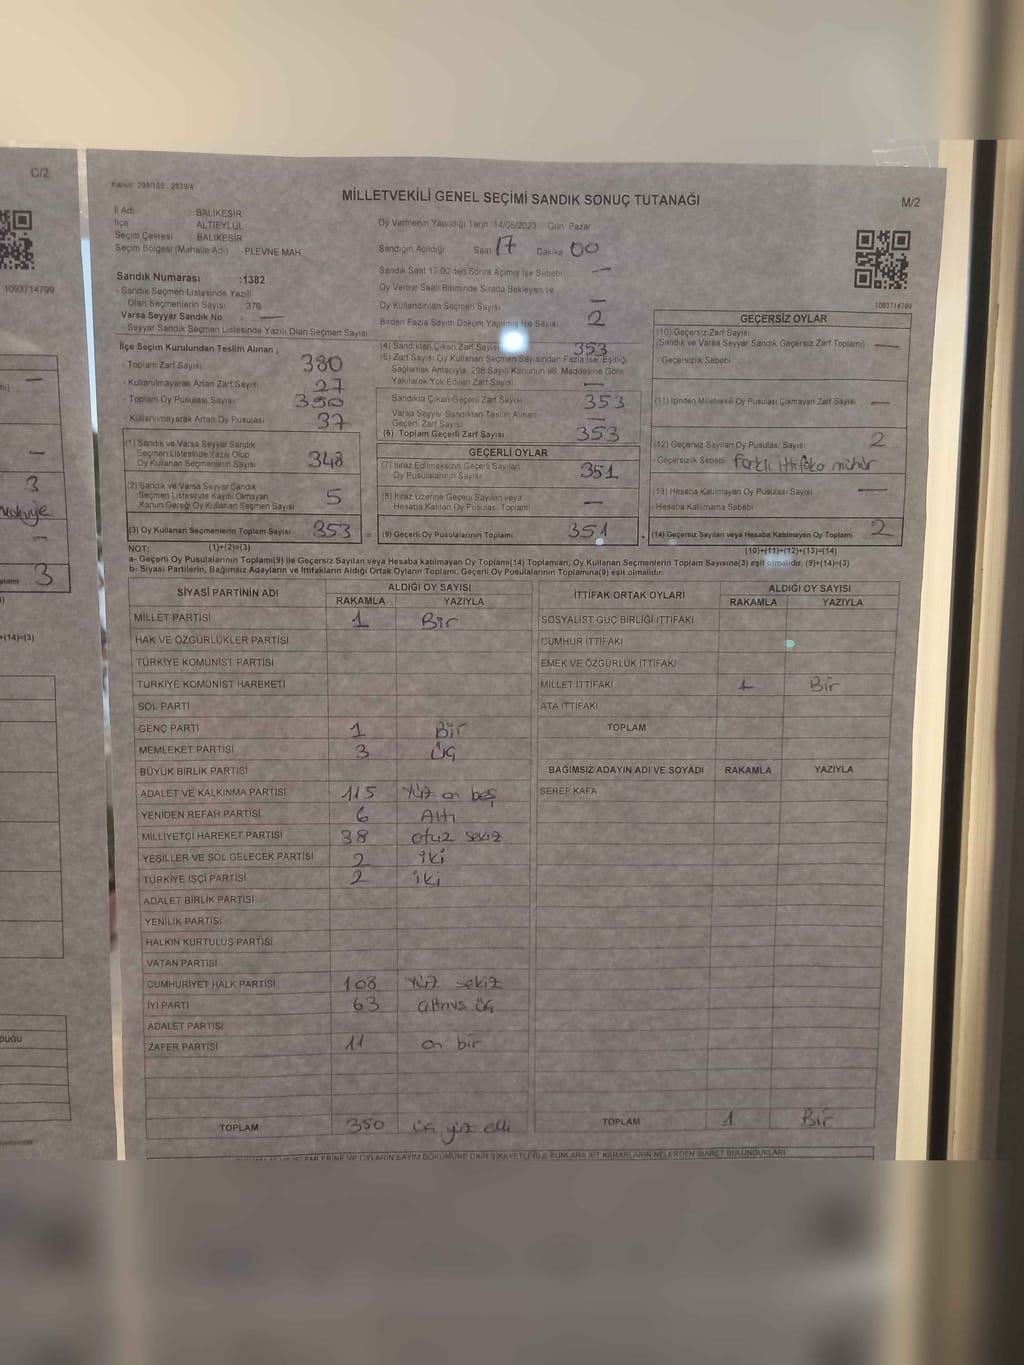 C/2
1093714799
3
3
+(14)=(3)
Kanun: 298/105, 2839/4
MİLLETVEKİLİ GENEL SEÇİMİ SANDIK SONUÇ TUTANAĞI
M/2
İl Adı BALIKESİR
İlçe ALTIEYLÜL
Seçim Çevresi BALIKESİR
Seçim Bölgesi (Mahalle Adı) PLEVNE MAH.
Oy Vermenin Yapıldığı Tarih 14/05/2023 Gün: Pazar
Sandığın Açıldığı Saat 17 Dakika 00
Sandık Numarası :1382
- Sandık Seçmen Listesinde Yazılı
Olan Seçmenlerin Sayısı : 376
Varsa Seyyar Sandık No : —
- Seyyar Sandık Seçmen Listesinde Yazılı Olan Seçmen Sayısı
Sandık Saat 17.00'den Sonra Açılmış İse Sebebi —
Oy Verme Saati Bitiminde Sırada Bekleyen ve
Oy Kullandırılan Seçmen Sayısı —
Birden Fazla Sayım Döküm Yapılmış İse Sayısı 2
1093714799
İlçe Seçim Kurulundan Teslim Alınan :
- Toplam Zarf Sayısı 380
- Kullanılmayarak Artan Zarf Sayısı 27
- Toplam Oy Pusulası Sayısı 390
- Kullanılmayarak Artan Oy Pusulası 37
(1) Sandık ve Varsa Seyyar Sandık
Seçmen Listesinde Yazılı Olup
Oy Kullanan Seçmenlerin Sayısı 348
(2) Sandık ve Varsa Seyyar Sandık
Seçmen Listesinde Kayıtlı Olmayan
Kanun Gereği Oy Kullanan Seçmen Sayısı 5
(3) Oy Kullanan Seçmenlerin Toplam Sayısı 353 =
(1)+(2)=(3)
(4) Sandıktan Çıkan Zarf Sayısı 353
(5) Zarf Sayısı Oy Kullanan Seçmen Sayısından Fazla İse, Eşitliği
Sağlamak Amacıyla, 298 Sayılı Kanunun 98. Maddesine Göre
Yakılarak Yok Edilen Zarf Sayısı —
Sandıkta Çıkan Geçerli Zarf Sayısı 353
Varsa Seyyar Sandıktan Teslim Alınan
Geçerli Zarf Sayısı —
(6) Toplam Geçerli Zarf Sayısı 353
GEÇERLİ OYLAR
(7) İtiraz Edilmeksizin Geçerli Sayılan
Oy Pusulalarının Sayısı 351
(8) İtiraz Üzerine Geçerli Sayılan veya
Hesaba Katılan Oy Pusulası Toplamı —
(9) Geçerli Oy Pusulalarının Toplamı 351 +
GEÇERSİZ OYLAR
(10) Geçersiz Zarf Sayısı
(Sandık ve Varsa Seyyar Sandık Geçersiz Zarf Toplamı) —
- Geçersizlik Sebebi
(11) İçinden Milletvekili Oy Pusulası Çıkmayan Zarf Sayısı —
(12) Geçersiz Sayılan Oy Pusulası Sayısı 2
- Geçersizlik Sebebi farklı ittifaka mühür
(13) Hesaba Katılmayan Oy Pusulası Sayısı —
- Hesaba Katılmama Sebebi
(14) Geçersiz Sayılan veya Hesaba Katılmayan Oy Toplamı 2
(10)+(11)+(12)+(13)=(14)
NOT:
a- Geçerli Oy Pusulalarının Toplamı(9) ile Geçersiz Sayılan veya Hesaba katılmayan Oy Toplamı(14) Toplamları, Oy Kullanan Seçmenlerin Toplam Sayısına(3) eşit olmalıdır. (9)+(14)=(3)
b- Siyasi Partilerin, Bağımsız Adayların ve İttifakların Aldığı Ortak Oyların Toplamı, Geçerli Oy Pusulalarının Toplamına(9) eşit olmalıdır.
SİYASİ PARTİNİN ADI ALDIĞI OY SAYISI
RAKAMLA YAZIYLA
MİLLET PARTİSİ 1 Bir
HAK VE ÖZGÜRLÜKLER PARTİSİ
TÜRKİYE KOMÜNİST PARTİSİ
TÜRKİYE KOMÜNİST HAREKETİ
SOL PARTİ
GENÇ PARTİ 1 Bir
MEMLEKET PARTİSİ 3 üç
BÜYÜK BİRLİK PARTİSİ
ADALET VE KALKINMA PARTİSİ 115 Yüz on beş
YENİDEN REFAH PARTİSİ 6 Altı
MİLLİYETÇİ HAREKET PARTİSİ 38 otuz sekiz
YEŞİLLER VE SOL GELECEK PARTİSİ 2 iki
TÜRKİYE İŞÇİ PARTİSİ 2 iki
ADALET BİRLİK PARTİSİ
YENİLİK PARTİSİ
HALKIN KURTULUŞ PARTİSİ
VATAN PARTİSİ
CUMHURİYET HALK PARTİSİ 108 Yüz sekiz
İYİ PARTİ 63 altmış üç
ADALET PARTİSİ
ZAFER PARTİSİ 11 on bir
TOPLAM 350 üç yüz elli
İTTİFAK ORTAK OYLARI ALDIĞI OY SAYISI
RAKAMLA YAZIYLA
SOSYALİST GÜÇ BİRLİĞİ İTTİFAKI
CUMHUR İTTİFAKI
EMEK VE ÖZGÜRLÜK İTTİFAKI
MİLLET İTTİFAKI 1 Bir
ATA İTTİFAKI
TOPLAM
BAĞIMSIZ ADAYIN ADI VE SOYADI RAKAMLA YAZIYLA
ŞEREF KAFA
TOPLAM 1 Bir